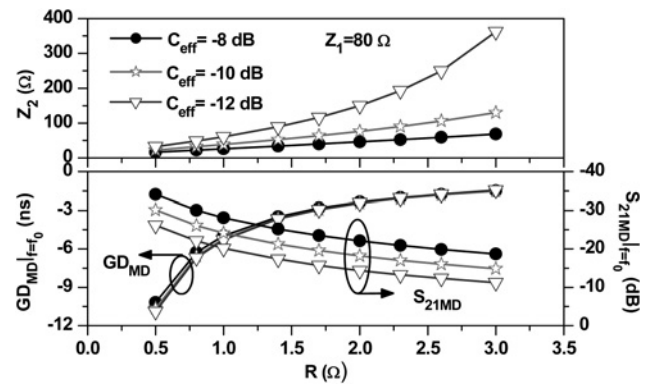 400
300
200
100
0
Z2 (Ω)
Ceff= -8 dB
Ceff= -10 dB
Ceff= -12 dB
Z1=80 Ω
0
-3
-6
-9
-12
GDMD|f=f0 (ns)
-40
-30
-20
-10
0
S21MD|f=f0 (dB)
GDMD
S21MD
0.0
0.5
1.0
1.5
2.0
2.5
3.0
3.5
R (Ω)